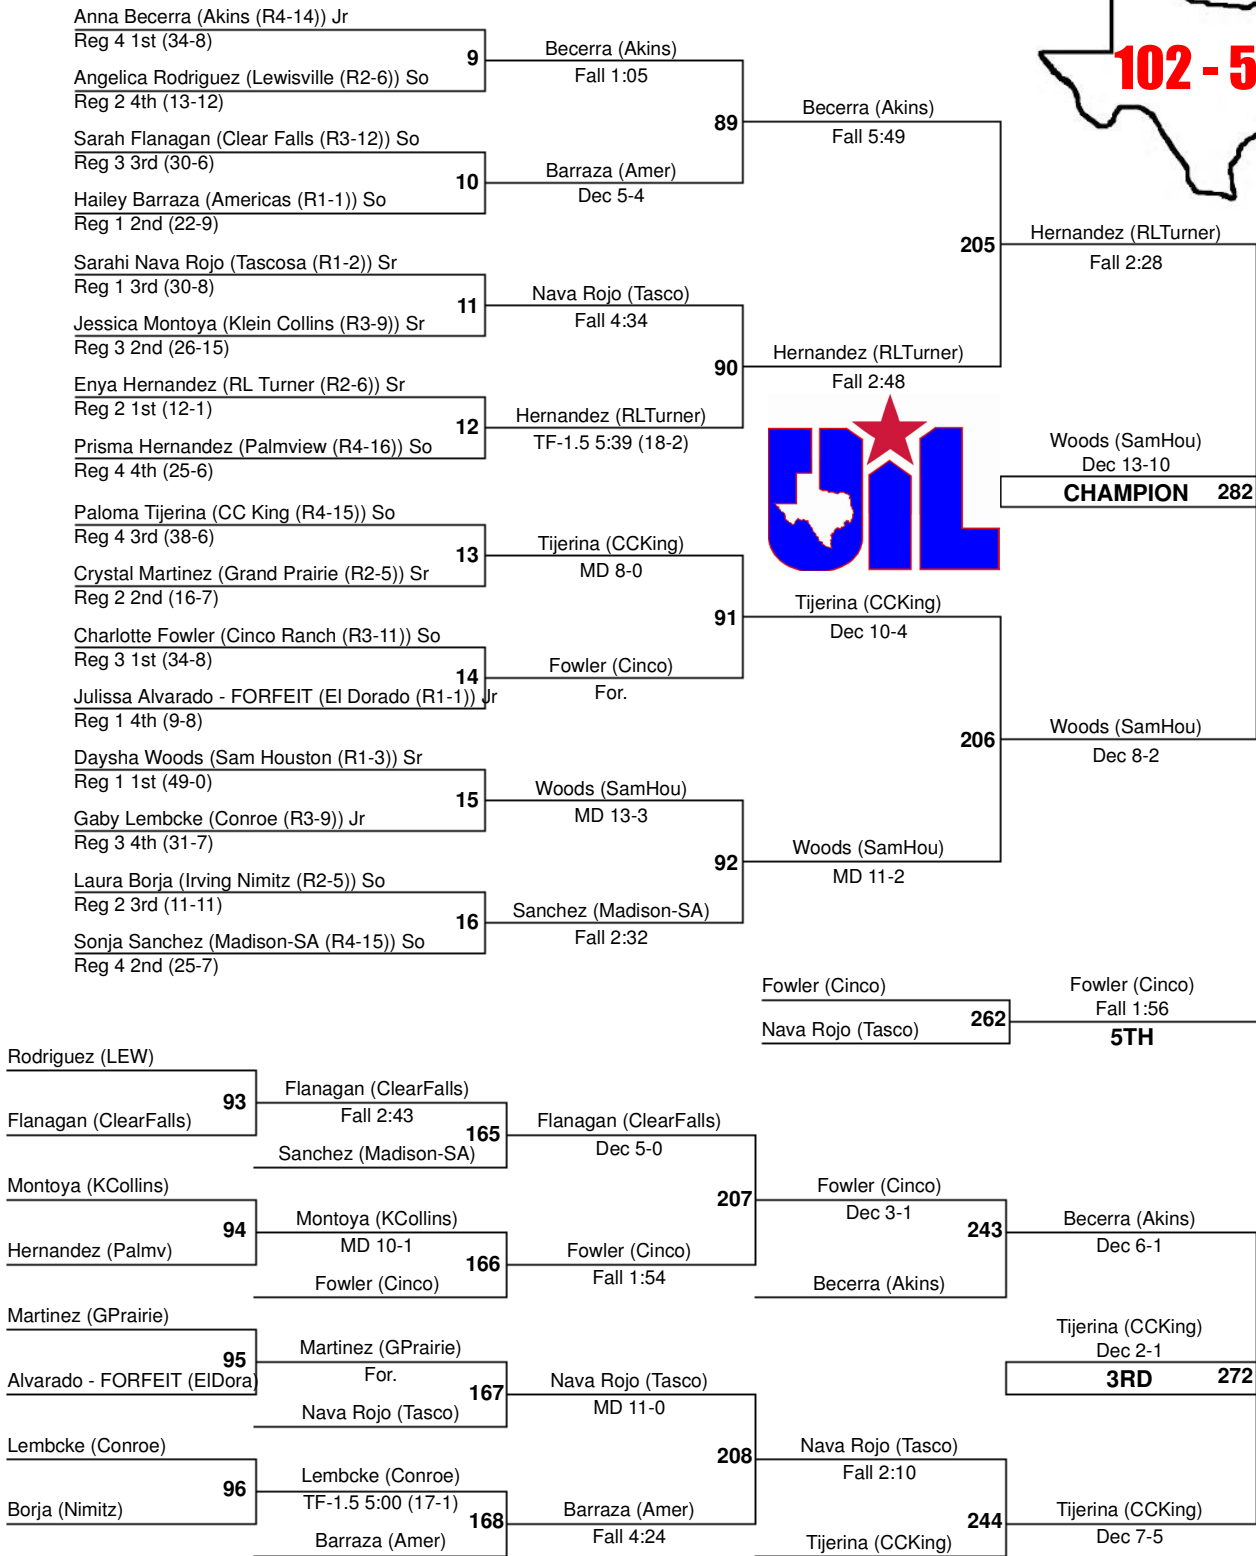 Anna Becerra (Akins (R4-14)) Jr
Reg 4 1st (34-8)
9
Angelica Rodriguez (Lewisville (R2-6)) So
Reg 2 4th (13-12)
Sarah Flanagan (Clear Falls (R3-12)) So
Reg 3 3rd (30-6)
10
Hailey Barraza (Americas (R1-1)) So
Reg 1 2nd (22-9)
Sarahi Nava Rojo (Tascosa (R1-2)) Sr
Reg 1 3rd (30-8)
11
Jessica Montoya (Klein Collins (R3-9)) Sr
Reg 3 2nd (26-15)
Enya Hernandez (RL Turner (R2-6)) Sr
Reg 2 1st (12-1)
12
Prisma Hernandez (Palmview (R4-16)) So
Reg 4 4th (25-6)
Paloma Tijerina (CC King (R4-15)) So
Reg 4 3rd (38-6)
13
Crystal Martinez (Grand Prairie (R2-5)) Sr
Reg 2 2nd (16-7)
Charlotte Fowler (Cinco Ranch (R3-11)) So
Reg 3 1st (34-8)
14
Julissa Alvarado - FORFEIT (El Dorado (R1-1)) Jr
Reg 1 4th (9-8)
Daysha Woods (Sam Houston (R1-3)) Sr
Reg 1 1st (49-0)
15
Gaby Lembcke (Conroe (R3-9)) Jr
Reg 3 4th (31-7)
Laura Borja (Irving Nimitz (R2-5)) So
Reg 2 3rd (11-11)
16
Sonja Sanchez (Madison-SA (R4-15)) So
Reg 4 2nd (25-7)
Becerra (Akins)
Fall 1:05
89
Barraza (Amer)
Dec 5-4
Nava Rojo (Tasco)
Fall 4:34
90
Hernandez (RLTurner)
TF-1.5 5:39 (18-2)
Tijerina (CCKing)
MD 8-0
91
Fowler (Cinco)
For.
Woods (SamHou)
MD 13-3
92
Sanchez (Madison-SA)
Fall 2:32
Becerra (Akins)
Fall 5:49
205
Hernandez (RLTurner)
Fall 2:48
UIL
Tijerina (CCKing)
Dec 10-4
206
Woods (SamHou)
MD 11-2
102 - 5
Hernandez (RLTurner)
Fall 2:28
Woods (SamHou)
Dec 13-10
CHAMPION 282
Woods (SamHou)
Dec 8-2
Fowler (Cinco)
262
Nava Rojo (Tasco)
Fowler (Cinco)
Fall 1:56
5TH
Rodriguez (LEW)
93
Flanagan (ClearFalls)
Montoya (KCollins)
94
Hernandez (Palmv)
Martinez (GPrairie)
95
Alvarado - FORFEIT (ElDora)
Lembcke (Conroe)
96
Borja (Nimitz)
Flanagan (ClearFalls)
Fall 2:43
165
Sanchez (Madison-SA)
Montoya (KCollins)
MD 10-1
166
Fowler (Cinco)
Martinez (GPrairie)
For.
167
Nava Rojo (Tasco)
Lembcke (Conroe)
TF-1.5 5:00 (17-1)
168
Barraza (Amer)
Flanagan (ClearFalls)
Dec 5-0
207
Fowler (Cinco)
Fall 1:54
Nava Rojo (Tasco)
MD 11-0
208
Barraza (Amer)
Fall 4:24
Fowler (Cinco)
Dec 3-1
243
Becerra (Akins)
Nava Rojo (Tasco)
Fall 2:10
244
Tijerina (CCKing)
Becerra (Akins)
Dec 6-1
Tijerina (CCKing)
Dec 2-1
3RD 272
Tijerina (CCKing)
Dec 7-5